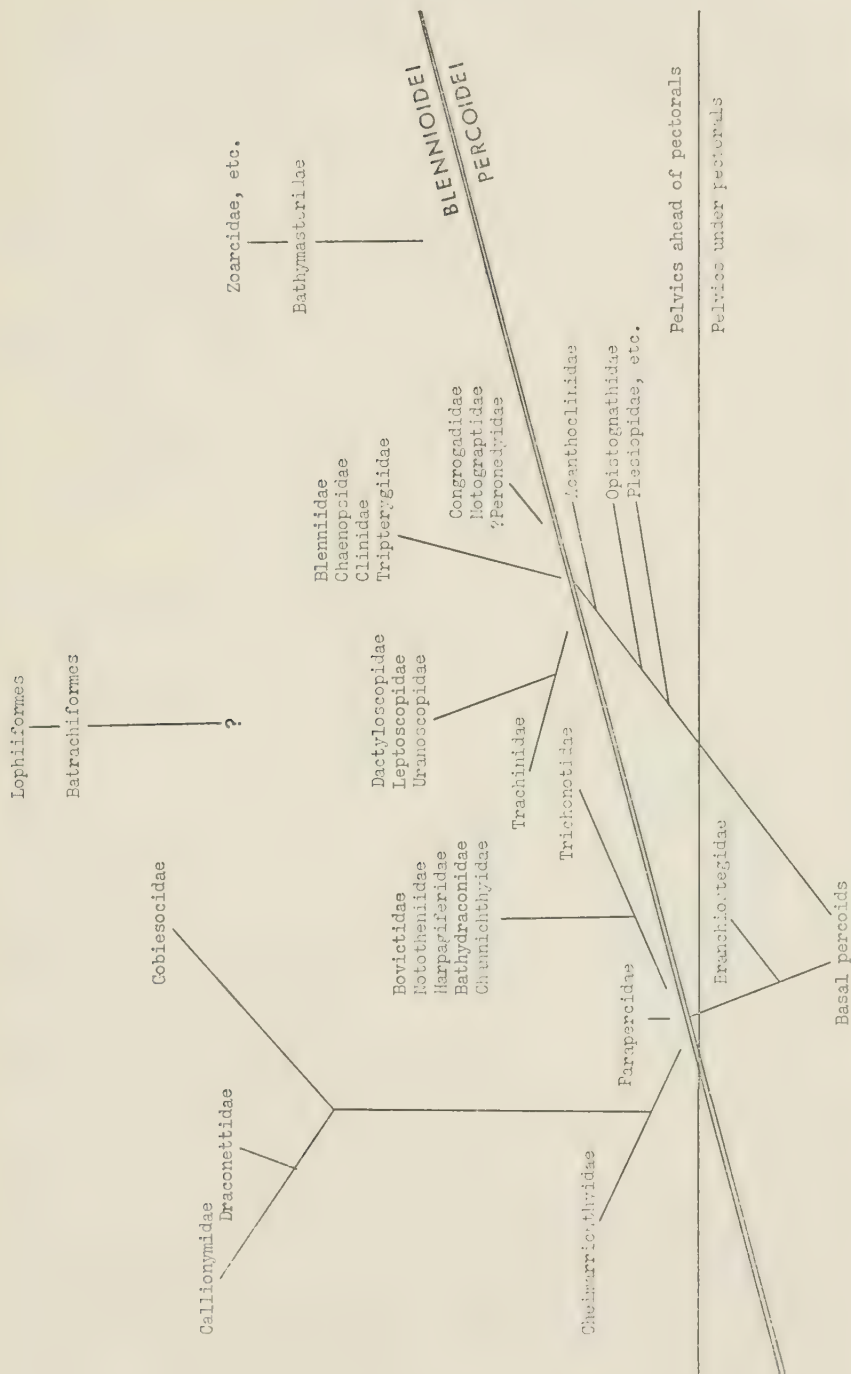 Lophiiformes
Batrachiformes
?
Gobiesocidae
Callionymidae
Draconettidae
Zoarcidae, etc.
Bathymasteridae
Blenniidae
Chaenopsidae
Clinidae
Tripterygiidae
Dactyloscopidae
Leptoscopidae
Uranoscopidae
Bovictidae
Nototheniidae
Harpagiferidae
Bathydraconidae
Channichthyidae
Congrogadidae
Notograptidae
?Peronedyidae
Trachinidae
Trichonotidae
Parapercidae
Cheimarrichthyidae
BLENNIOIDEI
PERCOIDEI
Acanthoclinidae
Opistognathidae
Plesiopidae, etc.
Branchiostegidae
Basal percoids
Pelvics ahead of pectorals
Pelvics under pectorals